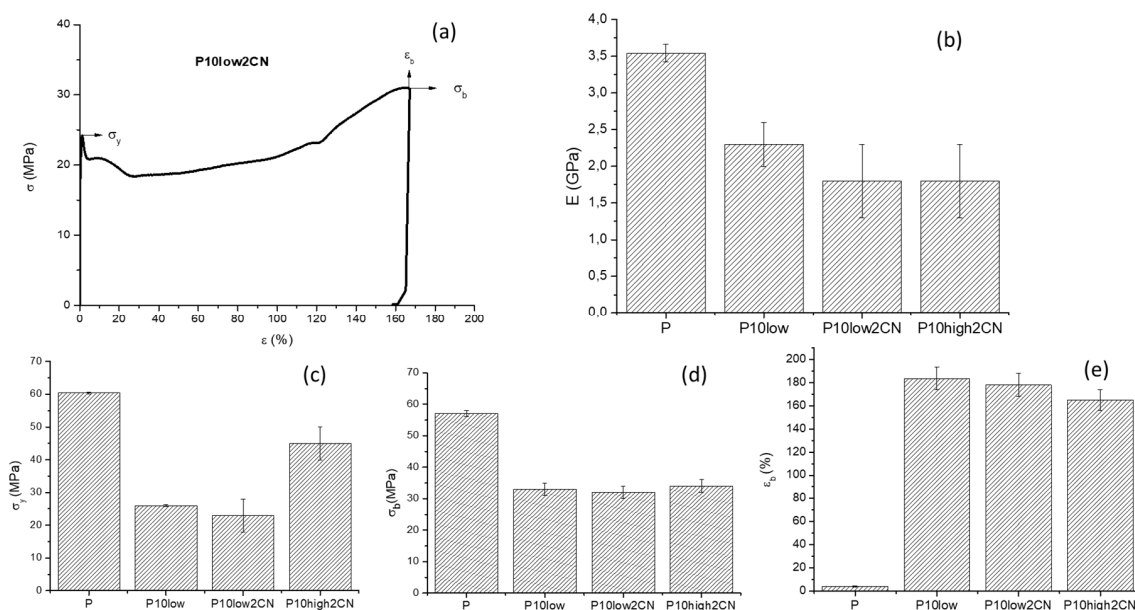 (a)
P10low2CN
σy
εb
σb
40
30
20
10
0
σ (MPa)
0 20 40 60 80 100 120 140 160 180 200
ε (%)
(b)
3,5
3,0
2,5
2,0
1,5
1,0
0,5
0,0
E (GPa)
P P10low P10low2CN P10high2CN
(c)
70
60
50
40
30
20
10
0
σy (MPa)
P P10low P10low2CN P10high2CN
(d)
70
60
50
40
30
20
10
0
σb(MPa)
P P10low P10low2CN P10high2CN
(e)
200
180
160
140
120
100
80
60
40
20
0
εb(%)
P P10low P10low2CN P10high2CN